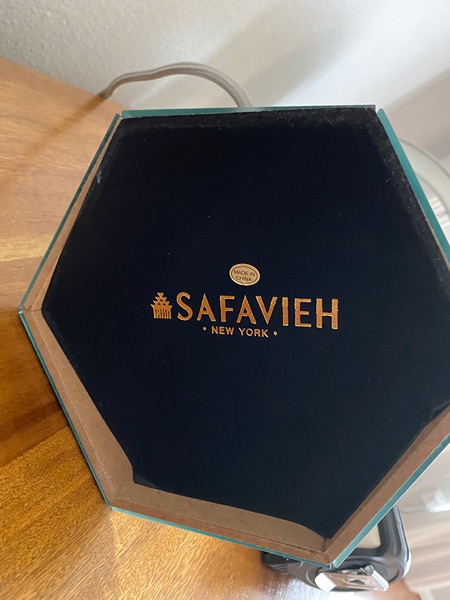 MADE IN
CHINA
SAFAVIEH
• NEW YORK •